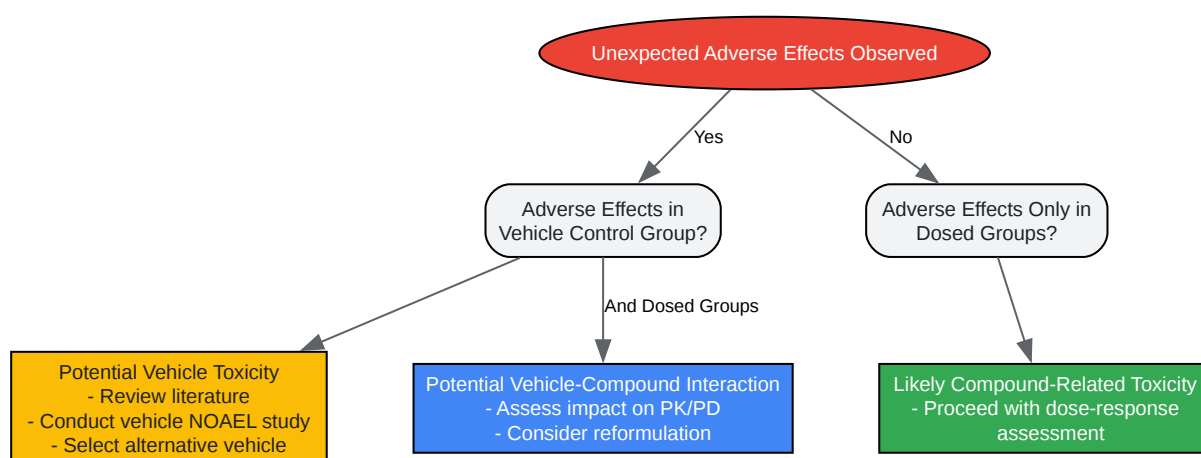 Unexpected Adverse Effects Observed
Yes
No
Adverse Effects in
Vehicle Control Group?
Adverse Effects Only in
Dosed Groups?
And Dosed Groups
Potential Vehicle Toxicity
- Review literature
- Conduct vehicle NOAEL study
- Select alternative vehicle
Potential Vehicle-Compound Interaction
- Assess impact on PK/PD
- Consider reformulation
Likely Compound-Related Toxicity
- Proceed with dose-response
assessment